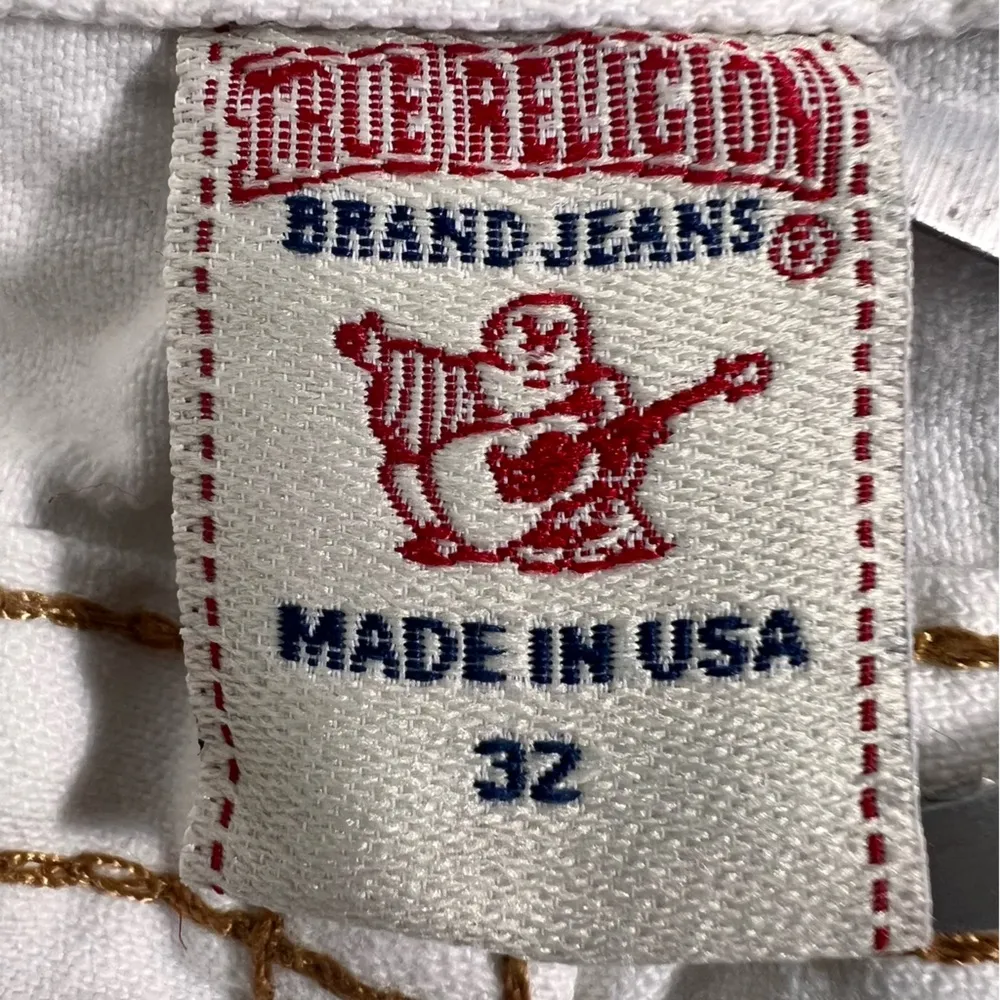 TRUE RELIGION
BRAND JEANS®
MADE IN USA
32